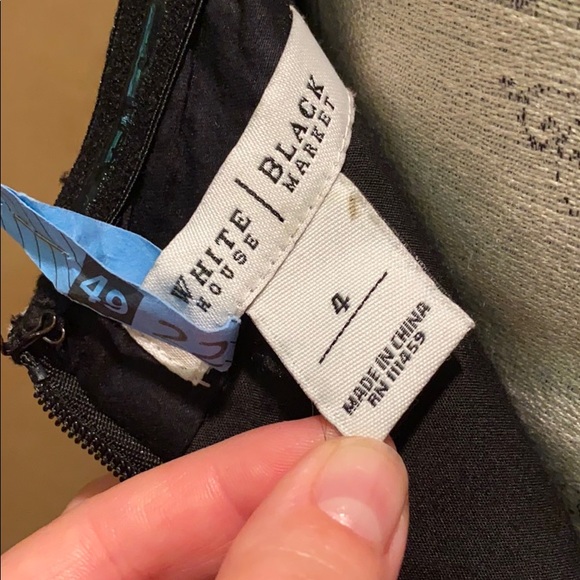 WHITE | BLACK
HOUSE | MARKET
4
MADE IN CHINA
RN 111459
49